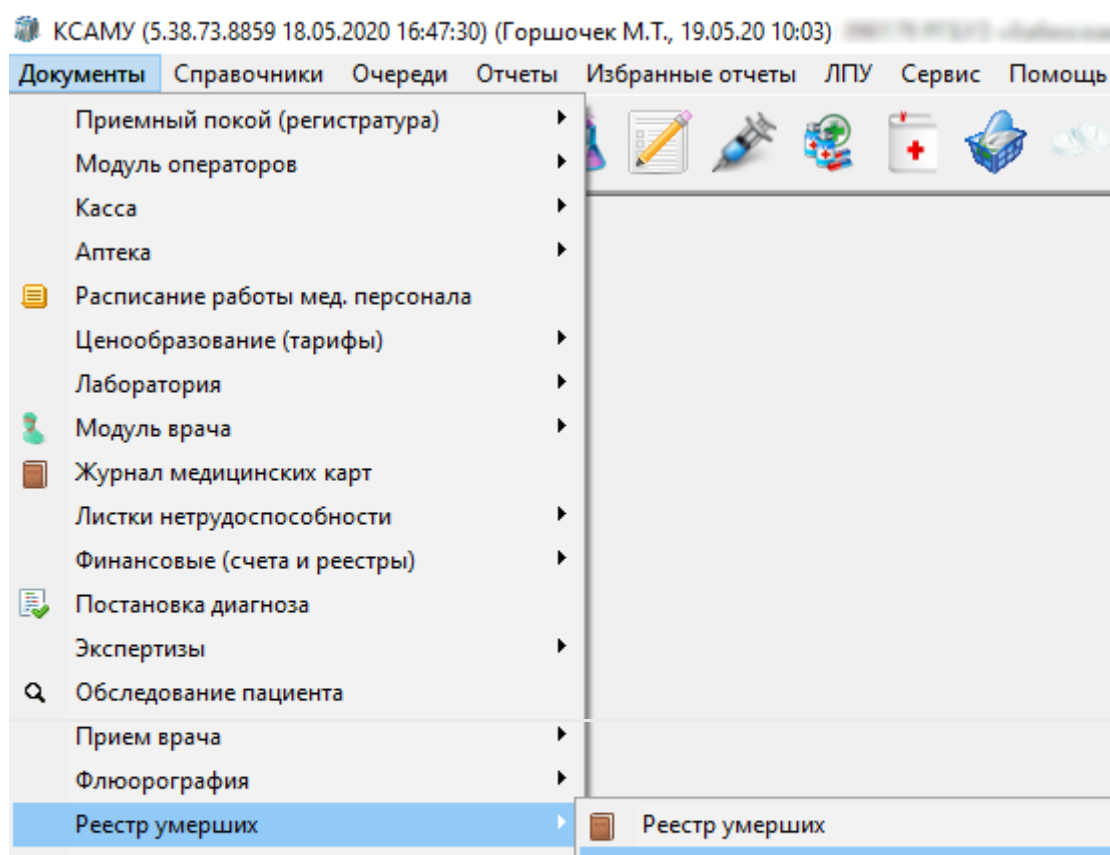 КСАМУ (5.38.73.8859 18.05.2020 16:47:30) (Горшочек М.Т., 19.05.20 10:03)
Документы Справочники Очереди Отчеты Избранные отчеты ЛПУ Сервис Помощь
Приемный покой (регистратура)
Модуль операторов
Касса
Аптека
Расписание работы мед. персонала
Ценообразование (тарифы)
Лаборатория
Модуль врача
Журнал медицинских карт
Листки нетрудоспособности
Финансовые (счета и реестры)
Постановка диагноза
Экспертизы
Обследование пациента
Прием врача
Флюорография
Реестр умерших Реестр умерших